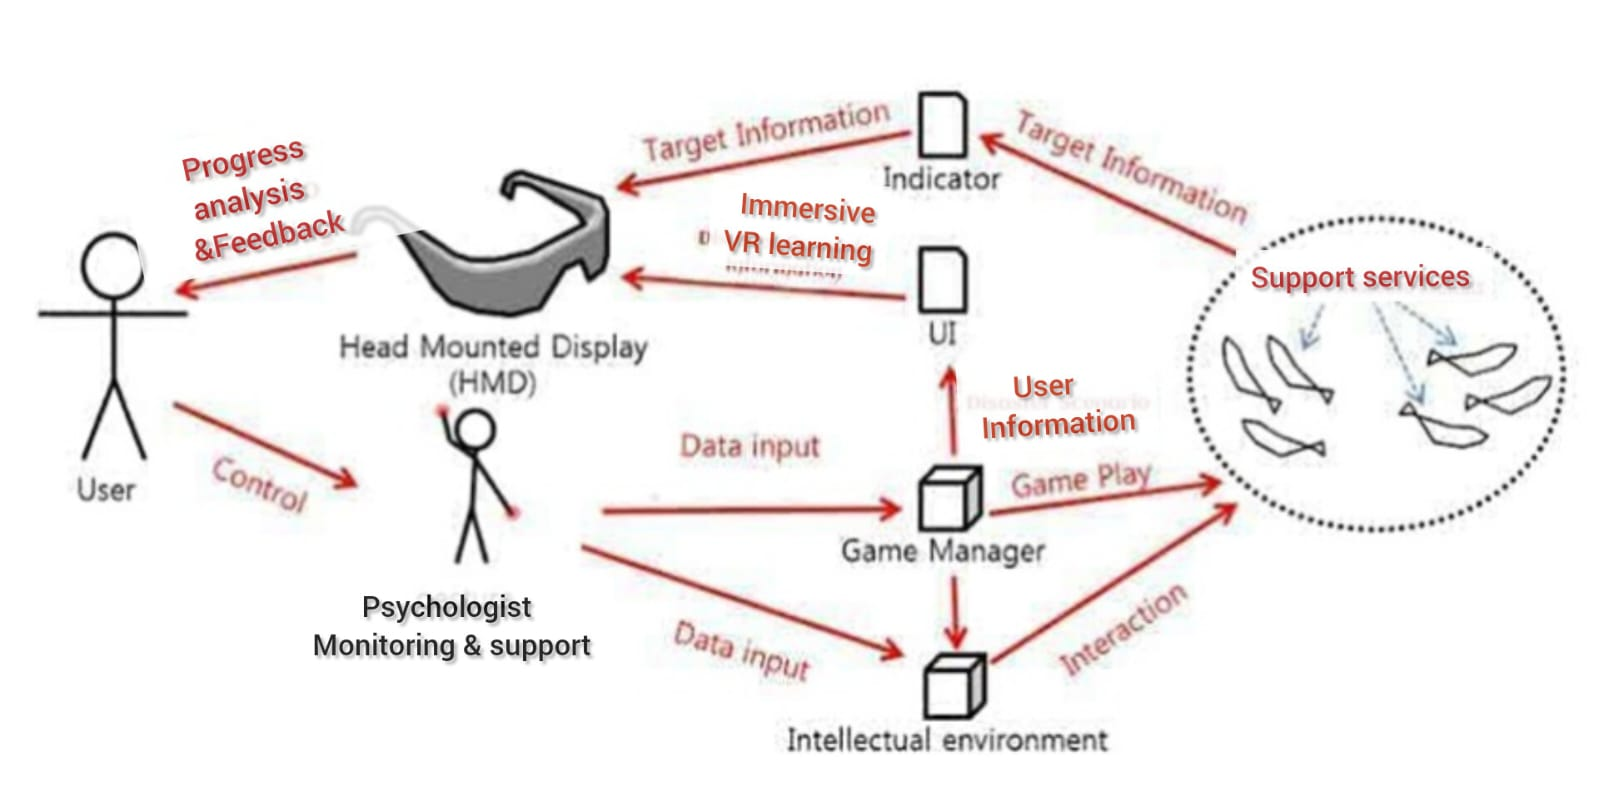 Target Information
Indicator
Target Information
Progress
analysis
&Feedback
Immersive
VR learning
Support services
UI
Head Mounted Display
(HMD)
User
Information
Data input
Game Play
User
Control
Game Manager
Psychologist
Monitoring & support
Data input
Interaction
Intellectual environment